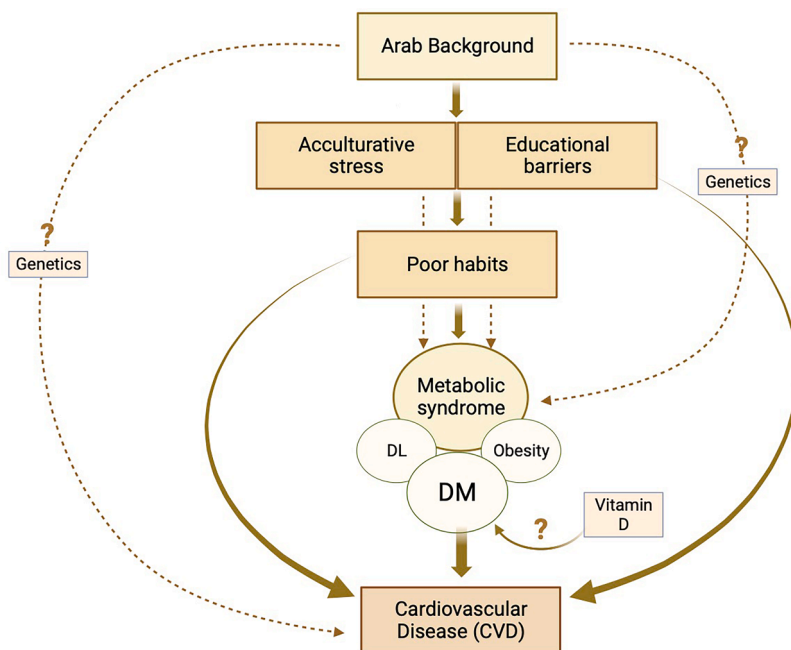 Arab Background
Acculturative
stress
Educational
barriers
?
Genetics
?
Genetics
Poor habits
Metabolic
syndrome
DL
Obesity
DM
Vitamin
D
?
Cardiovascular
Disease (CVD)